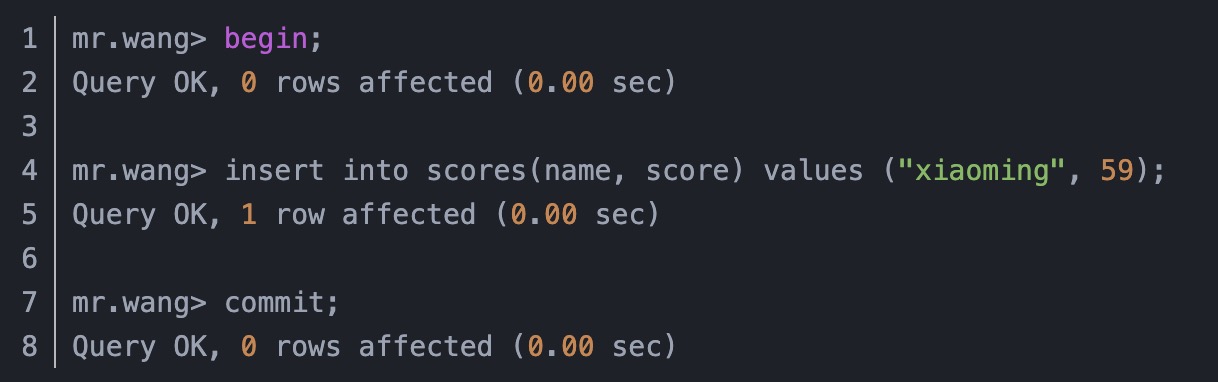 1 mr.wang> begin;
2 Query OK, 0 rows affected (0.00 sec)
3
4 mr.wang> insert into scores(name, score) values ("xiaoming", 59);
5 Query OK, 1 row affected (0.00 sec)
6
7 mr.wang> commit;
8 Query OK, 0 rows affected (0.00 sec)